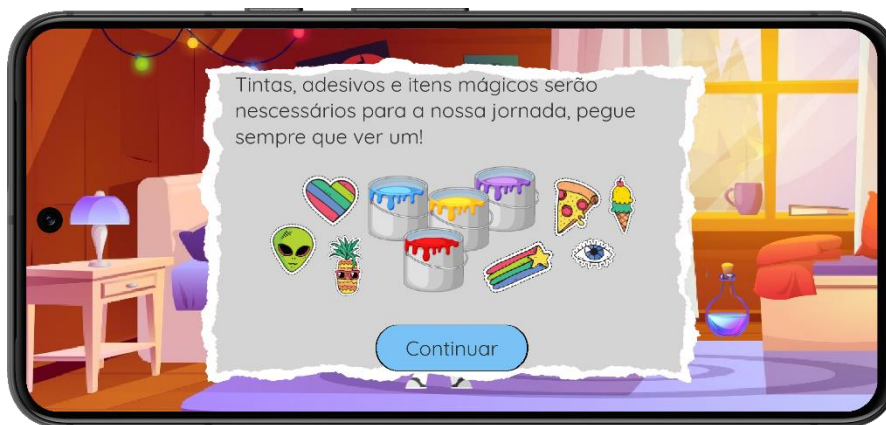 Tintas, adesivos e itens mágicos serão
nescessários para a nossa jornada, pegue
sempre que ver um!
Continuar